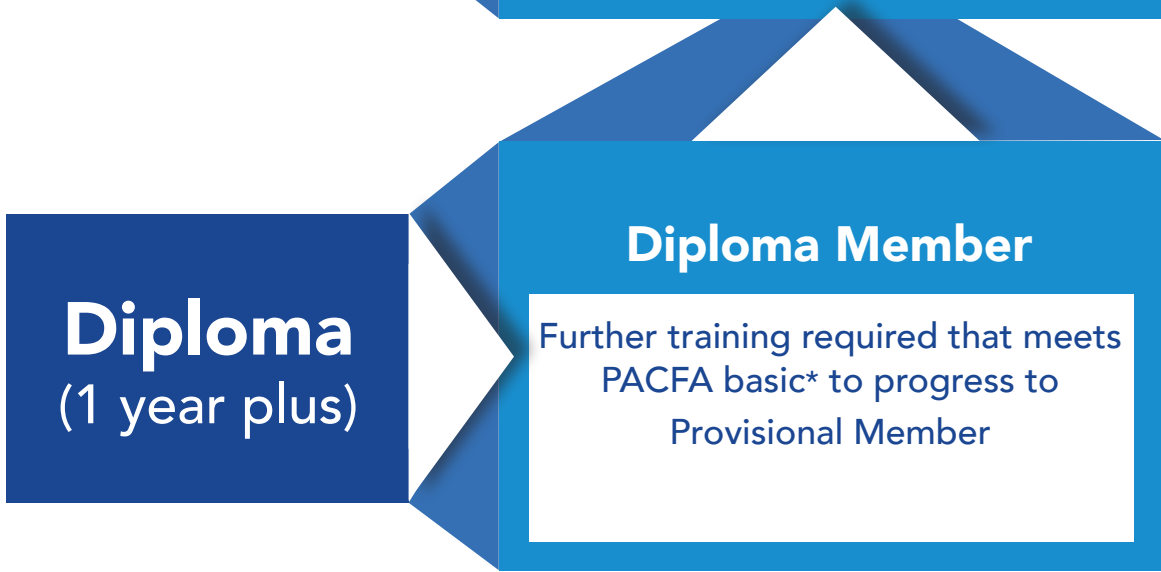 Diploma
(1 year plus)
Diploma Member
Further training required that meets
PACFA basic* to progress to
Provisional Member